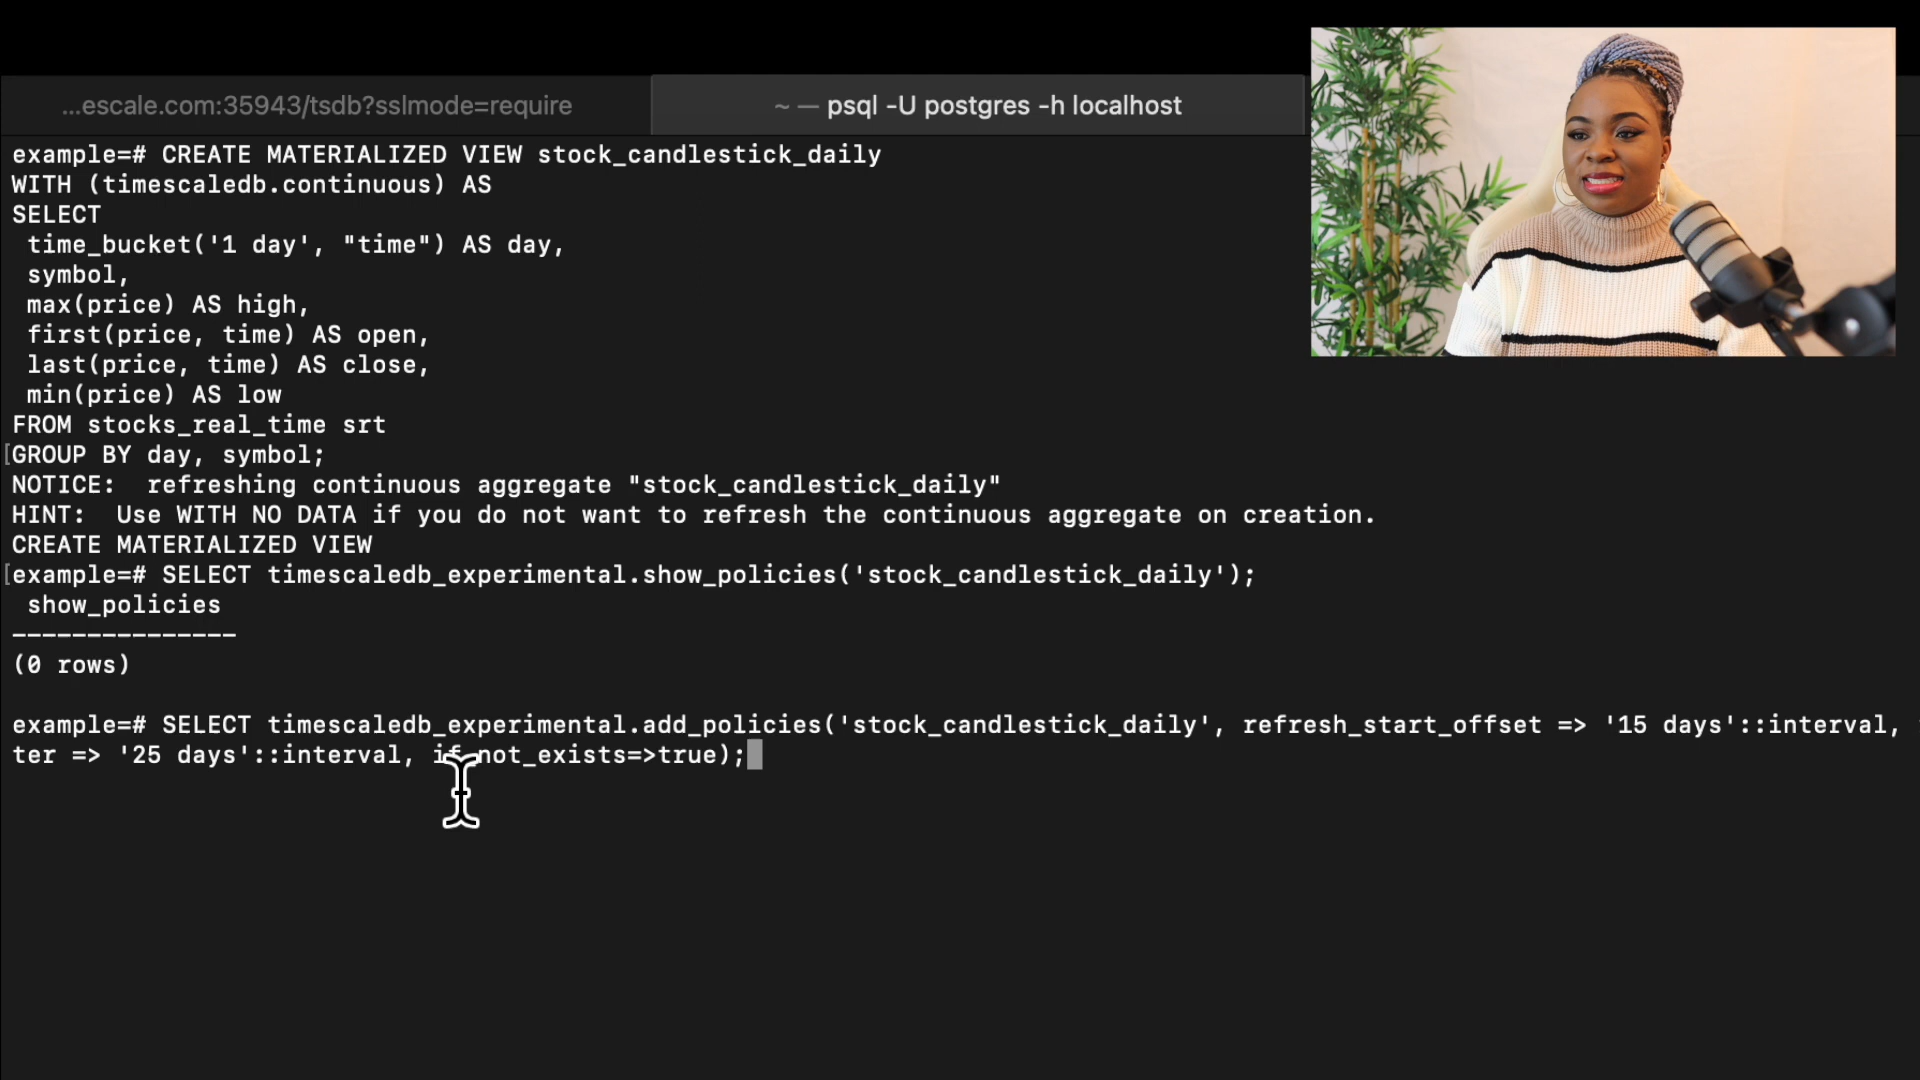 ...escale.com:35943/tsdb?sslmode=require
~ — psql -U postgres -h localhost
example=# CREATE MATERIALIZED VIEW stock_candlestick_daily
WITH (timescaledb.continuous) AS
SELECT
time_bucket('1 day', "time") AS day,
symbol,
max(price) AS high,
first(price, time) AS open,
last(price, time) AS close,
min(price) AS low
FROM stocks_real_time srt
[GROUP BY day, symbol;
NOTICE:  refreshing continuous aggregate "stock_candlestick_daily"
HINT:  Use WITH NO DATA if you do not want to refresh the continuous aggregate on creation.
CREATE MATERIALIZED VIEW
[example=# SELECT timescaledb_experimental.show_policies('stock_candlestick_daily');
show_policies
---------------
(0 rows)
example=# SELECT timescaledb_experimental.add_policies('stock_candlestick_daily', refresh_start_offset => '15 days'::interval,
ter => '25 days'::interval, if_not_exists=>true);